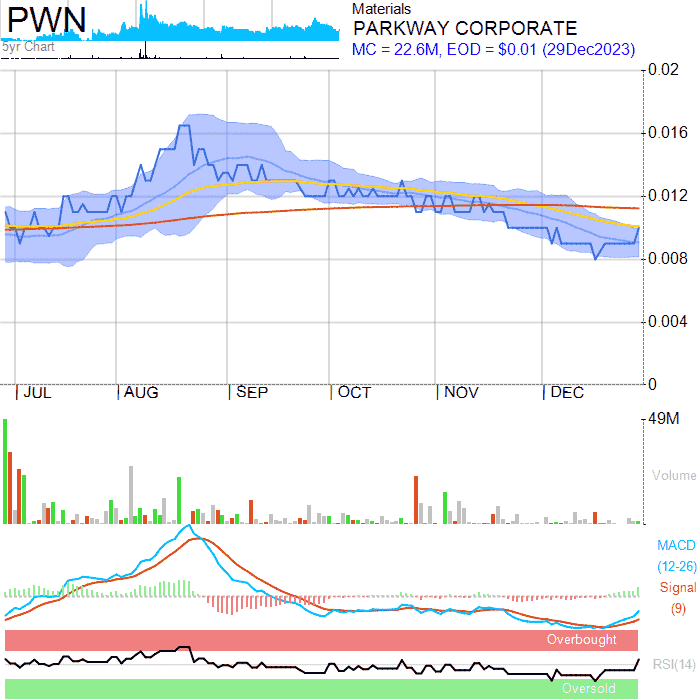 PWN
5yr Chart
Materials
PARKWAY CORPORATE
MC = 22.6M, EOD = $0.01 (29Dec2023)
0.02
0.016
0.012
0.008
0.004
0
JUL AUG SEP OCT NOV DEC
49M
Volume
MACD
(12-26)
Signal
(9)
Overbought
RSI(14)
Oversold